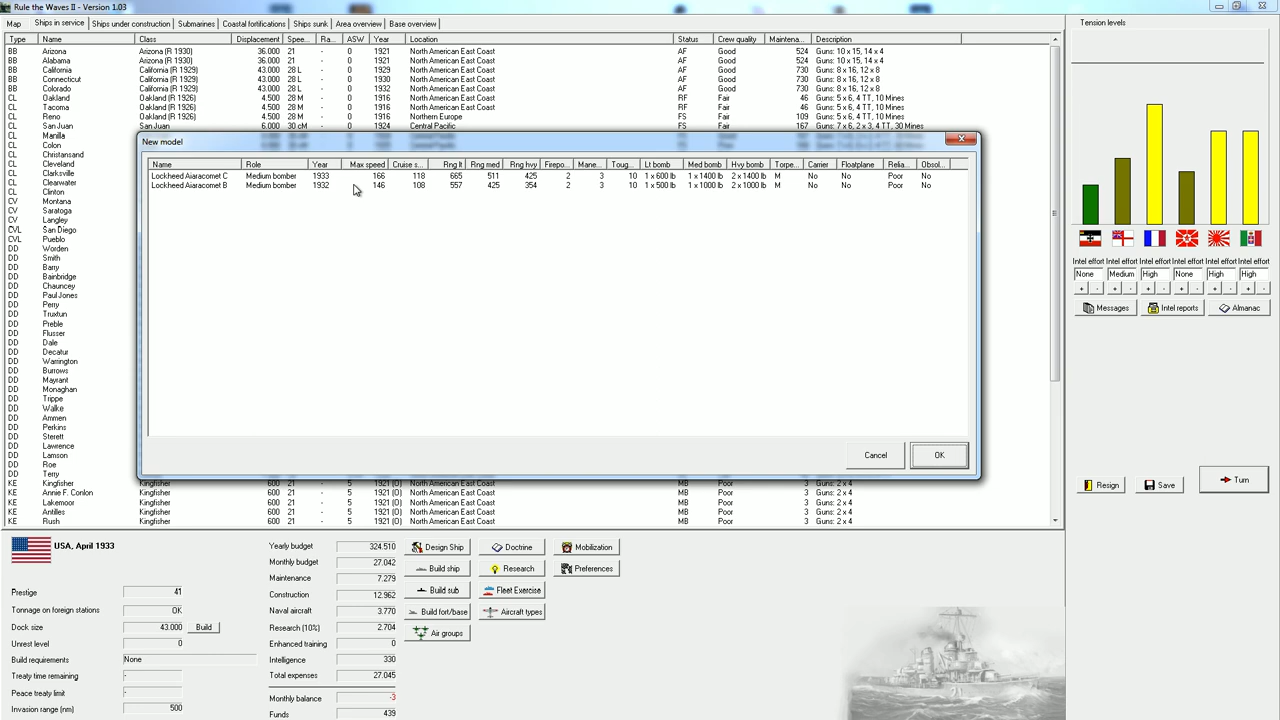 Rule the Waves II - Version 1.03
Map Ships in service Ships under construction Submarines Coastal fortifications Ships sunk Area overview Base overview
Type Name Class Displacement Spee... Ra... ASW Year Location Status Crew quality Maintena... Description
BB Arizona Arizona (R 1930) 36.000 21 - - 1921 North American East Coast AF Good 524 Guns: 10 x 15, 14 x 4
BB Alabama Arizona (R 1930) 36.000 21 - - 1921 North American East Coast AF Good 524 Guns: 10 x 15, 14 x 4
BB California California (R 1929) 43.000 28 L - - 1929 North American East Coast AF Good 730 Guns: 8 x 16, 12 x 8
BB Connecticut California (R 1929) 43.000 28 L - - 1930 North American East Coast AF Good 730 Guns: 8 x 16, 12 x 8
BB Colorado California (R 1929) 43.000 28 L - - 1932 North American East Coast AF Good 730 Guns: 8 x 16, 12 x 8
CL Oakland Oakland (R 1926) 4.500 28 M - - 1916 North American East Coast RF Fair 46 Guns: 5 x 6, 4 TT, 10 Mines
CL Tacoma Oakland (R 1926) 4.500 28 M - - 1916 North American East Coast RF Fair 46 Guns: 5 x 6, 4 TT, 10 Mines
CL Reno Oakland (R 1926) 4.500 28 M - - 1916 Northern Europe FS Fair 109 Guns: 5 x 6, 4 TT, 10 Mines
CL San Juan San Juan 6.000 30 cM - - 1924 Central Pacific FS Fair 167 Guns: 7 x 6, 2 x 3, 4 TT, 30 Mines
CL Manilla
CL Colon
CL Christansand
CL Cleveland
CL Clarksville
CL Clearwater
CL Clinton
CV Montana
CV Saratoga
CV Langley
CVL San Diego
CVL Pueblo
DD Worden
DD Smith
DD Barry
DD Bainbridge
DD Chauncey
DD Paul Jones
DD Perry
DD Truxtun
DD Preble
DD Flusser
DD Dale
DD Decatur
DD Warrington
DD Burrows
DD Mayrant
DD Monaghan
DD Trippe
DD Walke
DD Ammen
DD Perkins
DD Sterett
DD Lawrence
DD Lamson
DD Roe
DD Terry
KE Kingfisher Kingfisher 600 21 - 5 1921 (O) North American East Coast MB Poor 3 Guns: 2 x 4
KE Annie F. Conlon Kingfisher 600 21 - 5 1921 (O) North American East Coast MB Poor 3 Guns: 2 x 4
KE Lakemoor Kingfisher 600 21 - 5 1921 (O) North American East Coast MB Poor 3 Guns: 2 x 4
KE Antilles Kingfisher 600 21 - 5 1921 (O) North American East Coast MB Poor 3 Guns: 2 x 4
KE Rush Kingfisher 600 21 - 5 1921 (O) North American East Coast MB Poor 3 Guns: 2 x 4
New model
Name Role Year Max speed Cruise s... Rng lt Rng med Rng hvy Firepo... Mane... Toug... Lt bomb Med bomb Hvy bomb Torpe... Carrier Floatplane Relia... Obsol...
Lockheed Aiaracomet C Medium bomber 1933 166 118 665 511 425 2 3 10 1 x 600 lb 1 x 1400 lb 2 x 1400 lb M No No Poor No
Lockheed Aiaracomet B Medium bomber 1932 146 108 557 425 354 2 3 10 1 x 500 lb 1 x 1000 lb 2 x 1000 lb M No No Poor No
Cancel OK
Tension levels
Intel effort Intel effort Intel effort Intel effort Intel effort Intel effort
None Medium High None High High
+ - + - + - + - + - + -
Messages Intel reports Almanac
Resign Save Turn
USA, April 1933
Prestige 41
Tonnage on foreign stations OK
Dock size 43.000 Build
Unrest level 0
Build requirements None
Treaty time remaining -
Peace treaty limit -
Invasion range (nm) 500
Yearly budget 324.510
Monthly budget 27.042
Maintenance 7.279
Construction 12.962
Naval aircraft 3.770
Research (10%) 2.704
Enhanced training 0
Intelligence 330
Total expenses 27.045
Monthly balance -3
Funds 439
Design Ship Doctrine Mobilization
Build ship Research Preferences
Build sub Fleet Exercise
Build fort/base Aircraft types
Air groups